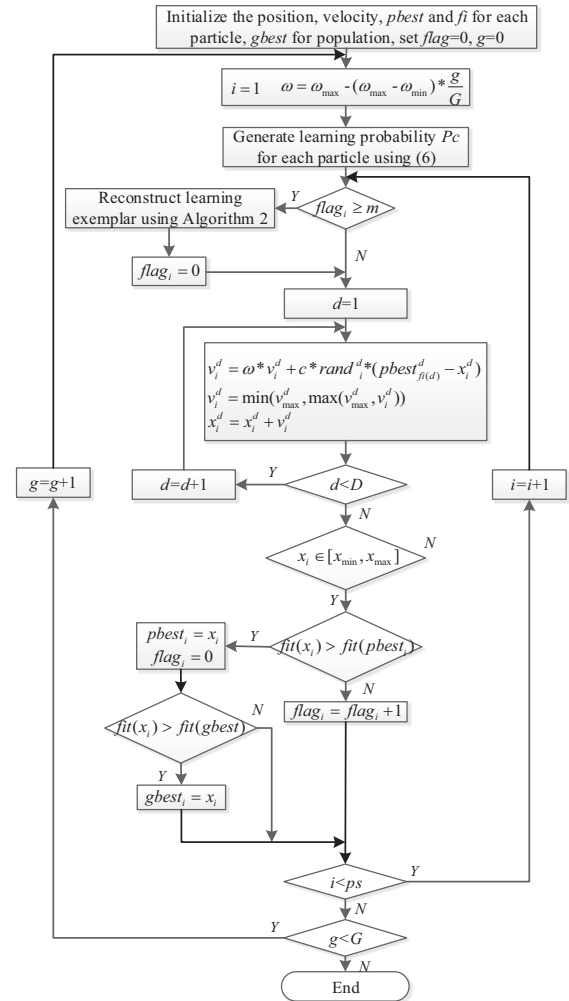 Initialize the position, velocity, pbest and fi for each
particle, gbest for population, set flag=0, g=0
i = 1 ω = ω_max - (ω_max - ω_min) * g/G
Generate learning probability Pc
for each particle using (6)
Reconstruct learning
exemplar using Algorithm 2
Y
flag_i ≥ m
N
flag_i = 0
d=1
v_i^d = ω * v_i^d + c * rand_i^d * (pbest_{fi(d)}^d − x_i^d)
v_i^d = min(v_max^d, max(v_max^d, v_i^d))
x_i^d = x_i^d + v_i^d
g=g+1
d=d+1
Y
d<D
i=i+1
N
x_i ∈ [x_min, x_max]
N
Y
pbest_i = x_i
flag_i = 0
Y
fit(x_i) > fit(pbest_i)
N
flag_i = flag_i +1
fit(x_i) > fit(gbest)
N
Y
gbest_i = x_i
i<ps
Y
N
Y
g<G
N
End